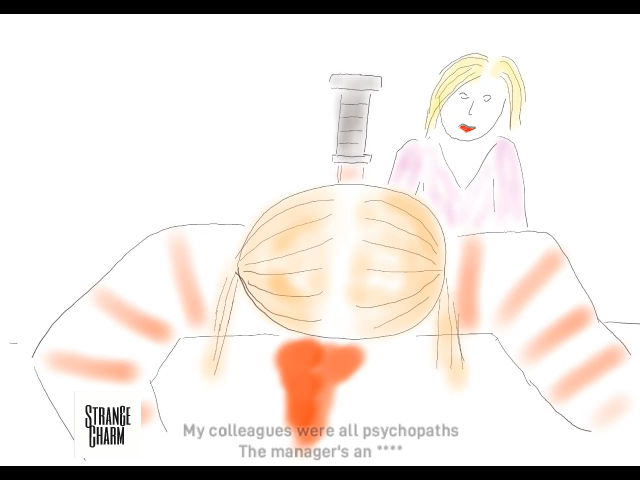 STRANGE
CHARM
My colleagues were all psychopaths
The manager's an ****